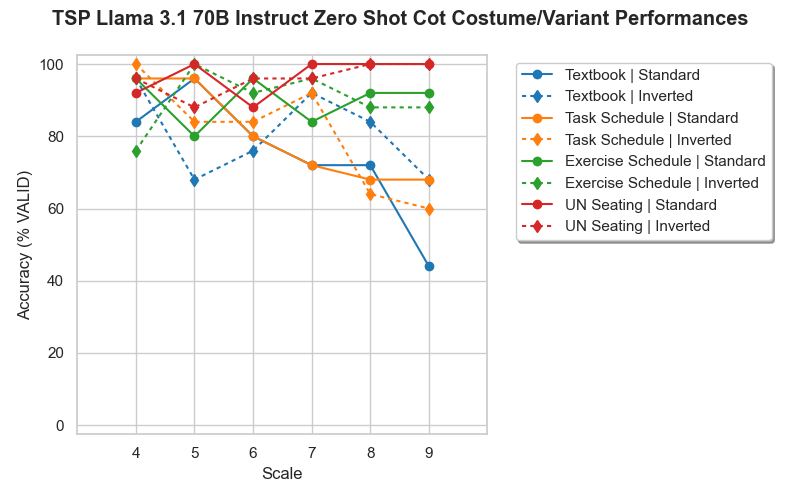 TSP Llama 3.1 70B Instruct Zero Shot Cot Costume/Variant Performances
100
80
60
40
20
0
Accuracy (% VALID)
4 5 6 7 8 9
Scale
Textbook | Standard
Textbook | Inverted
Task Schedule | Standard
Task Schedule | Inverted
Exercise Schedule | Standard
Exercise Schedule | Inverted
UN Seating | Standard
UN Seating | Inverted